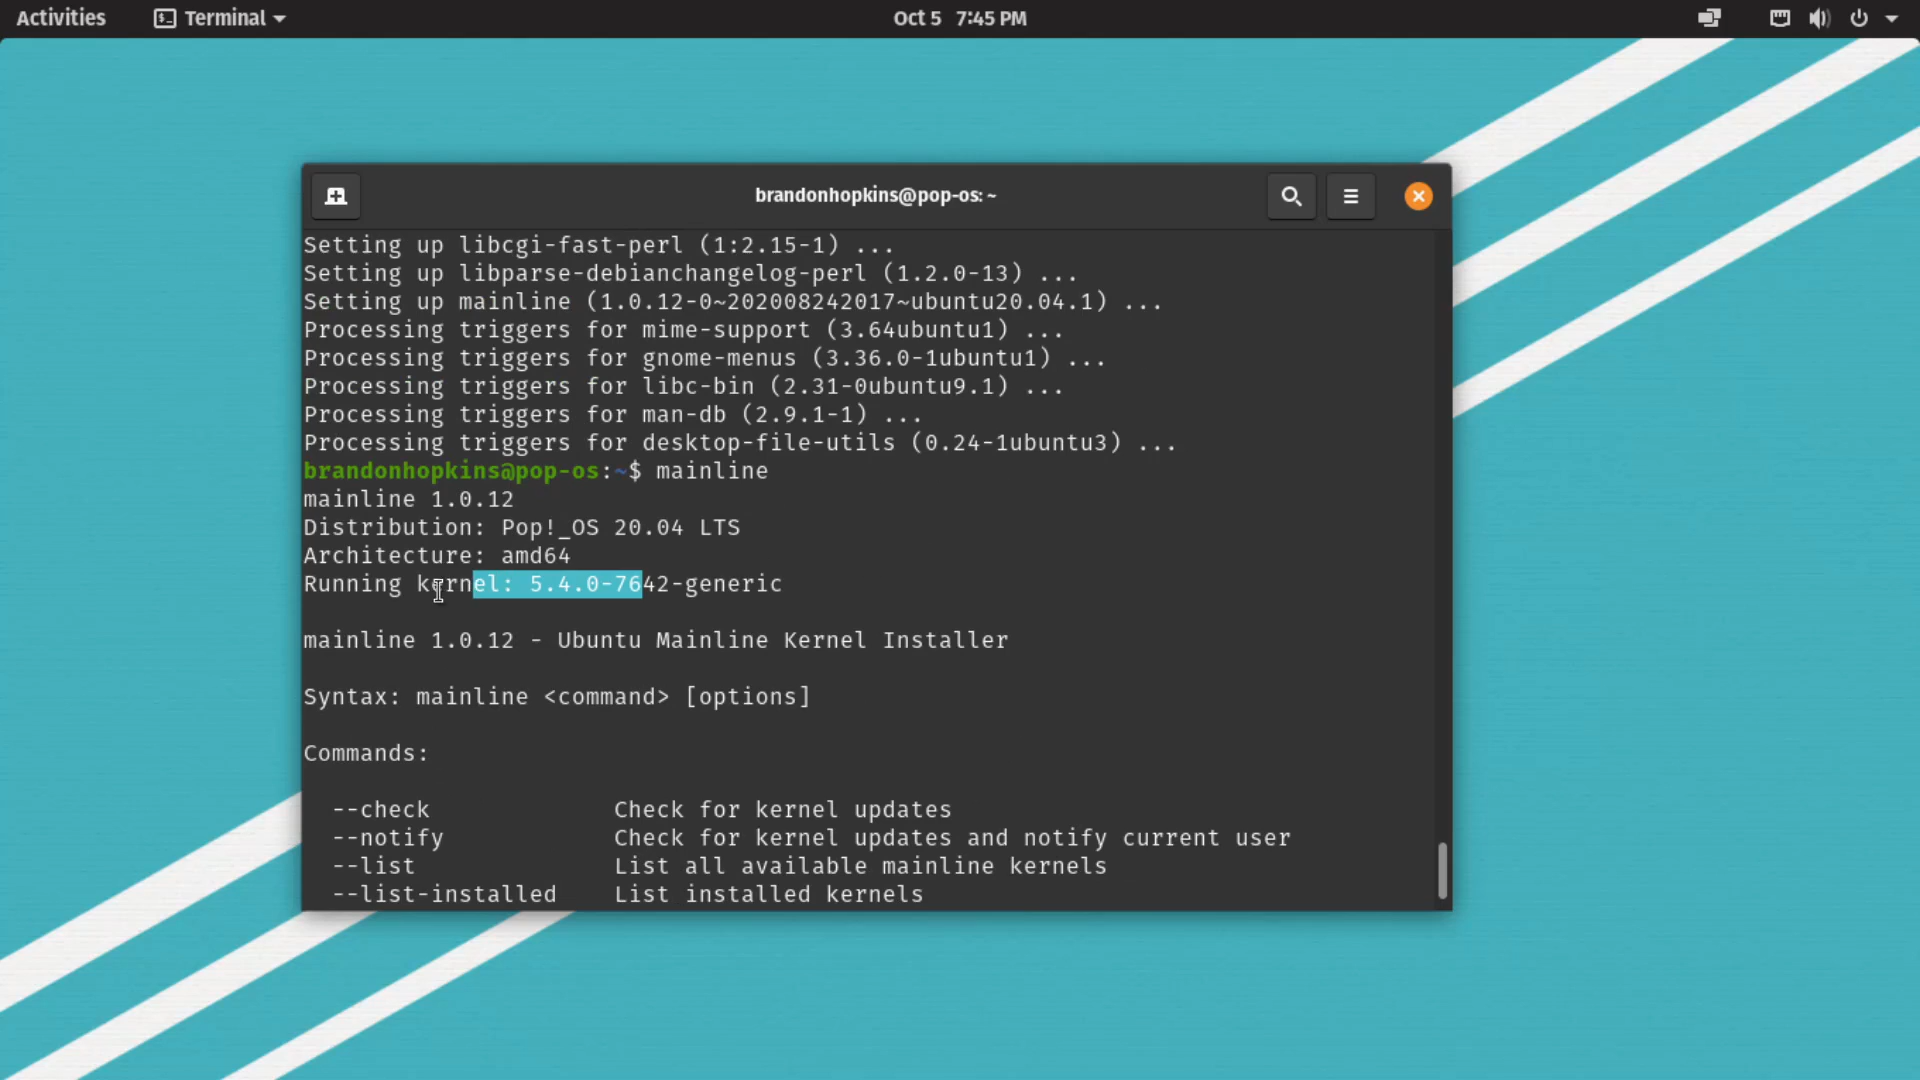 Activities Terminal Oct 5 7:45 PM
brandonhopkins@pop-os: ~
Setting up libcgi-fast-perl (1:2.15-1) ...
Setting up libparse-debianchangelog-perl (1.2.0-13) ...
Setting up mainline (1.0.12-0~202008242017~ubuntu20.04.1) ...
Processing triggers for mime-support (3.64ubuntu1) ...
Processing triggers for gnome-menus (3.36.0-1ubuntu1) ...
Processing triggers for libc-bin (2.31-0ubuntu9.1) ...
Processing triggers for man-db (2.9.1-1) ...
Processing triggers for desktop-file-utils (0.24-1ubuntu3) ...
brandonhopkins@pop-os:~$ mainline
mainline 1.0.12
Distribution: Pop!_OS 20.04 LTS
Architecture: amd64
Running kernel: 5.4.0-7642-generic
mainline 1.0.12 - Ubuntu Mainline Kernel Installer
Syntax: mainline <command> [options]
Commands:
--check Check for kernel updates
--notify Check for kernel updates and notify current user
--list List all available mainline kernels
--list-installed List installed kernels